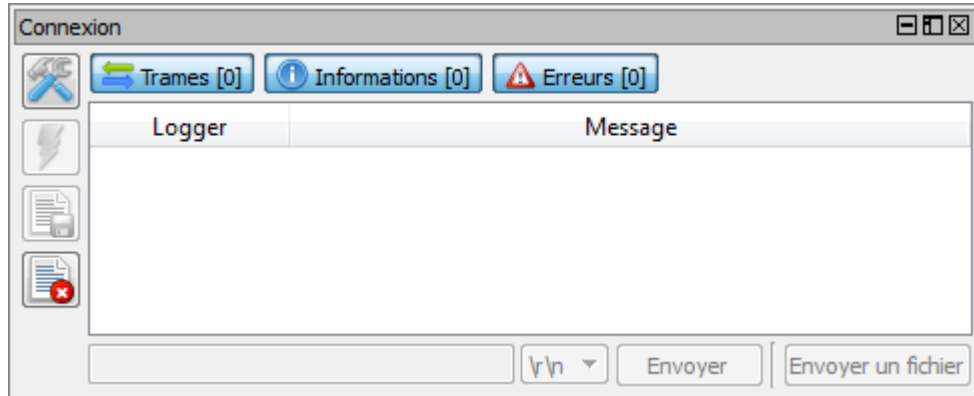 Connexion
Trames [0] Informations [0] Erreurs [0]
Logger Message
\r\n Envoyer Envoyer un fichier